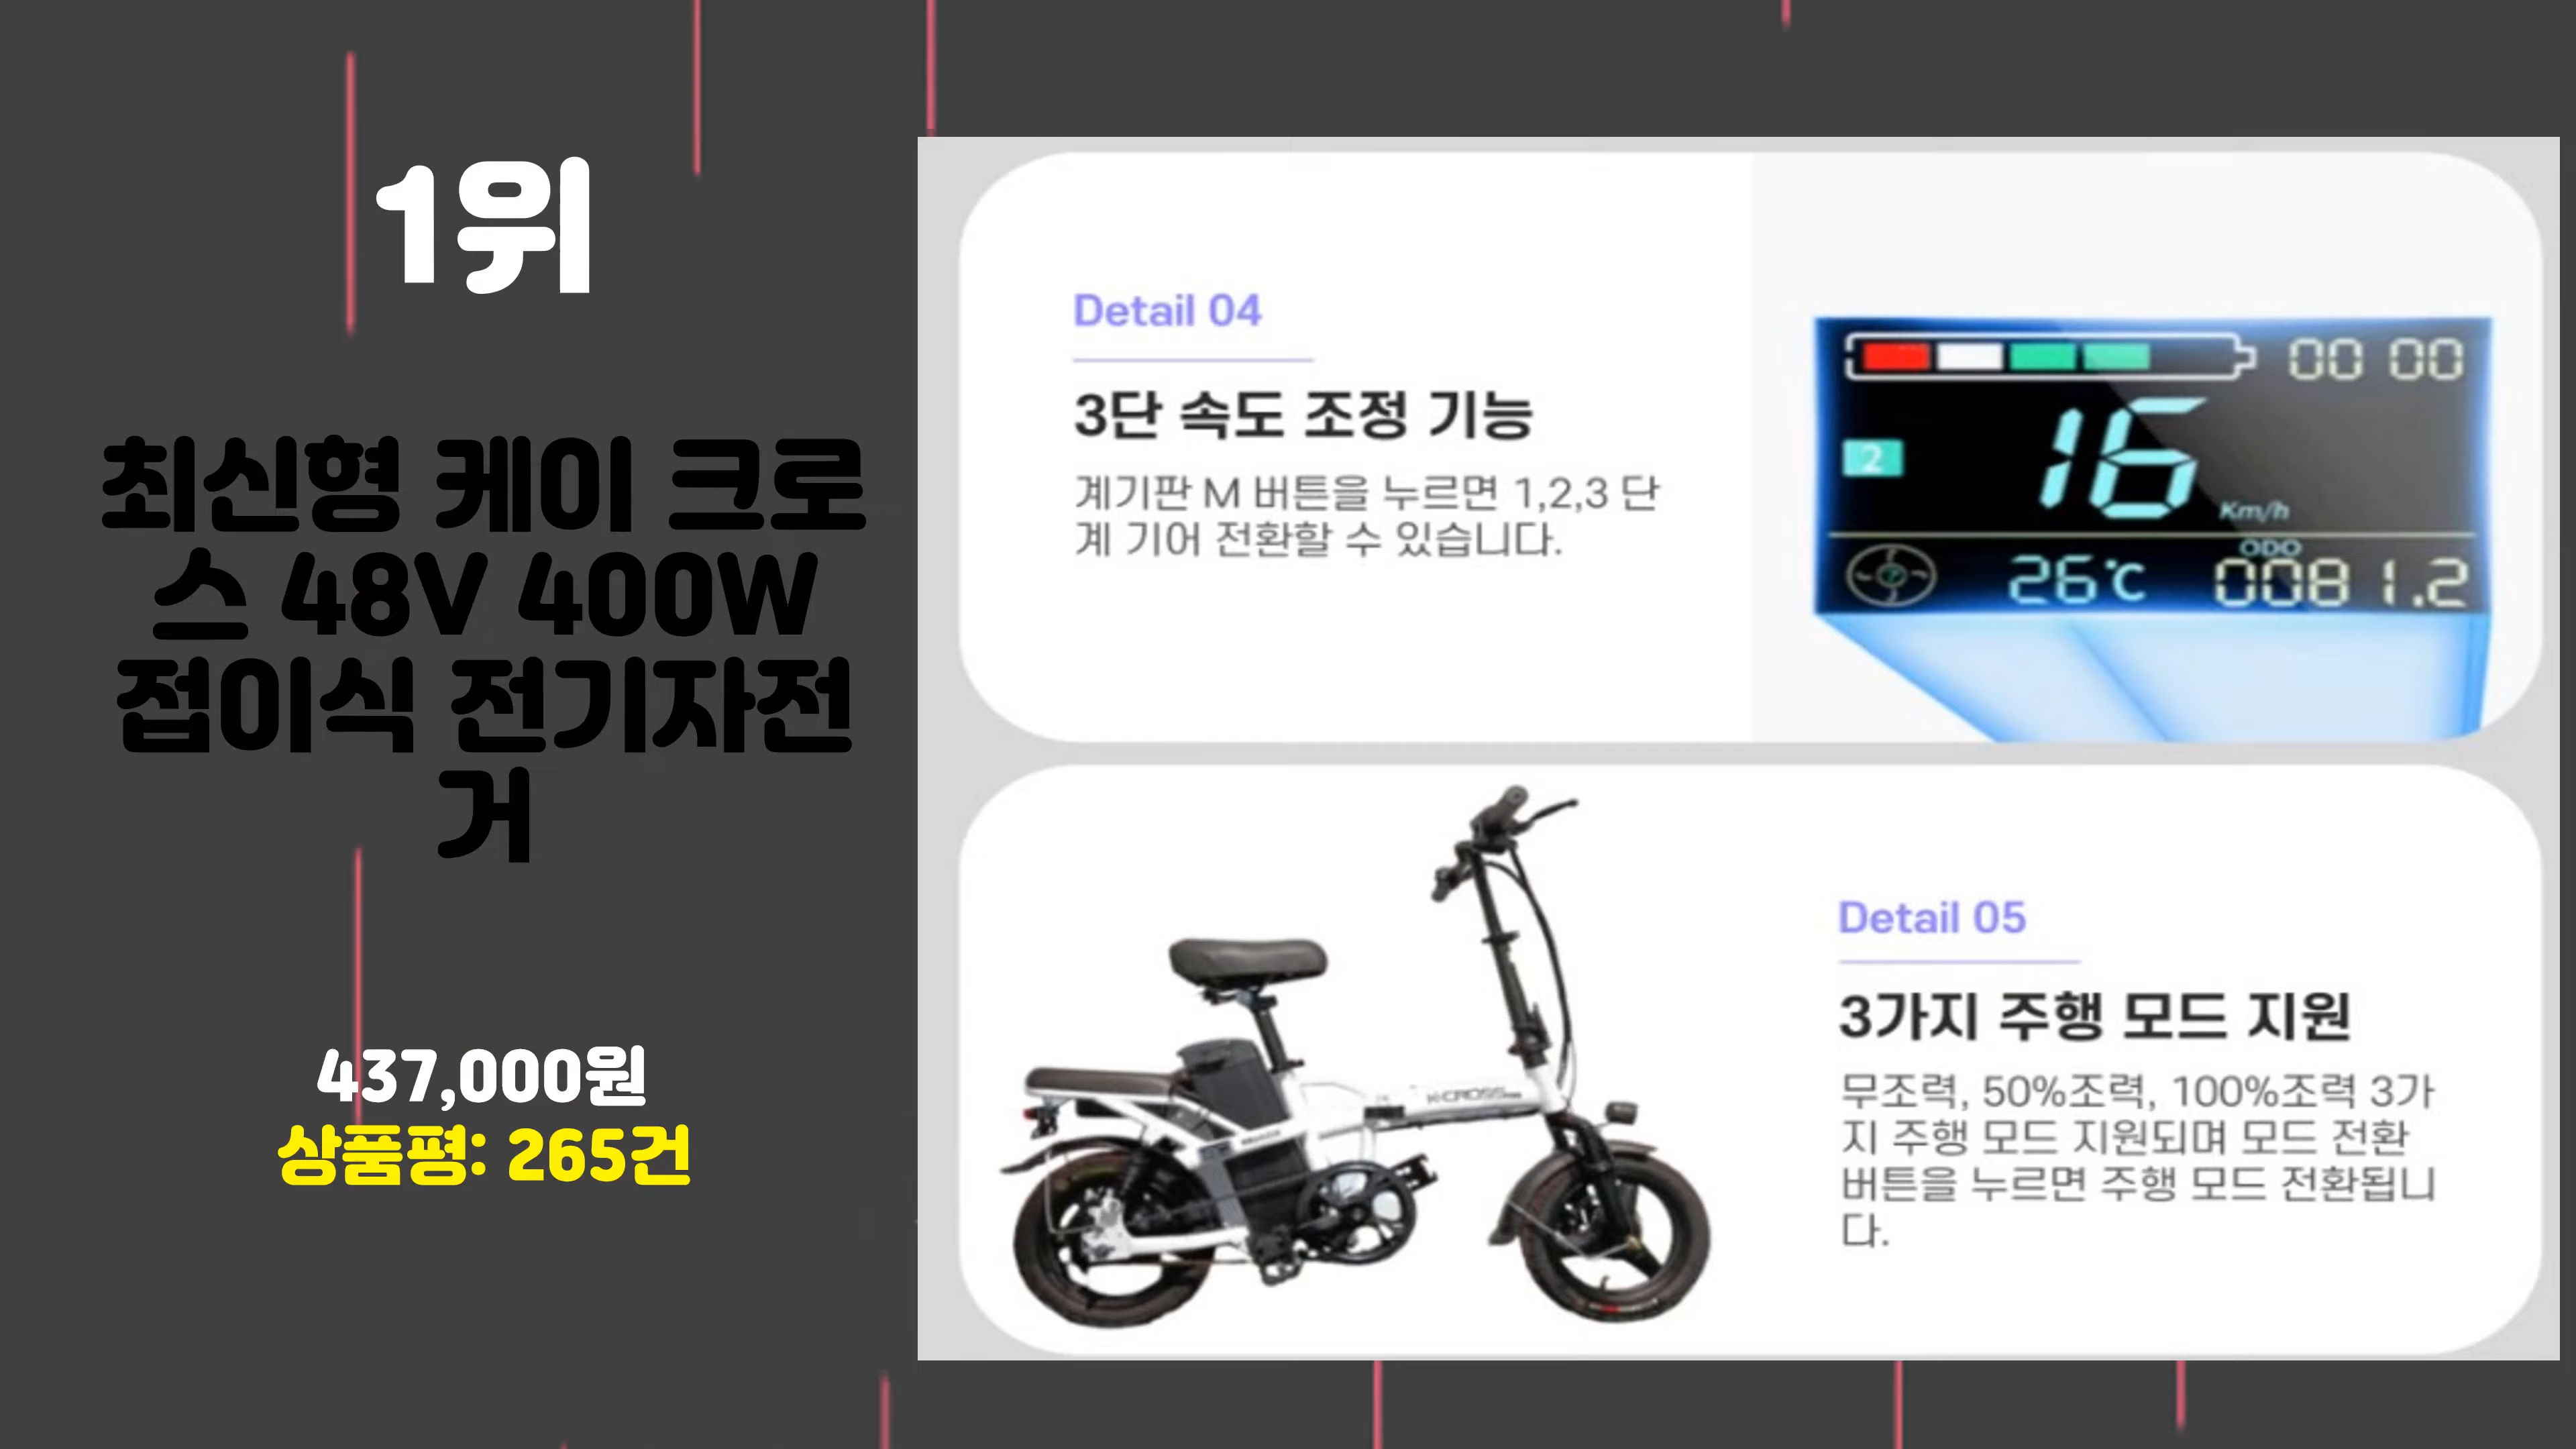 1위
최신형 케이 크로
스 48V 400W
접이식 전기자전
거
437,000원
상품평: 265건
Detail 04
3단 속도 조정 기능
계기판 M 버튼을 누르면 1,2,3 단
계 기어 전환할 수 있습니다.
00 00
2
16
Km/h
ODO
26℃ 0081.2
K-CROSS
Detail 05
3가지 주행 모드 지원
무조력, 50%조력, 100%조력 3가
지 주행 모드 지원되며 모드 전환
버튼을 누르면 주행 모드 전환됩니
다.